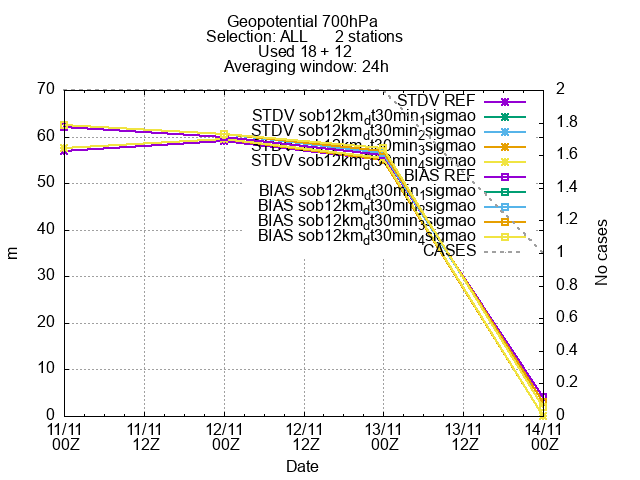 Geopotential 700hPa
Selection: ALL 2 stations
Used 18 + 12
Averaging window: 24h
70
60
50
40
30
20
10
0
m
2
1.8
1.6
1.4
1.2
1
0.8
0.6
0.4
0.2
0
No cases
STDV REF
STDV sob12km_dt30min_1sigmao
STDV sob12km_dt30min_2sigmao
STDV sob12km_dt30min_3sigmao
STDV sob12km_dt30min_4sigmao
BIAS REF
BIAS sob12km_dt30min_1sigmao
BIAS sob12km_dt30min_2sigmao
BIAS sob12km_dt30min_3sigmao
BIAS sob12km_dt30min_4sigmao
CASES
11/11 11/11 12/11 12/11 13/11 13/11 14/11
00Z 12Z 00Z 12Z 00Z 12Z 00Z
Date